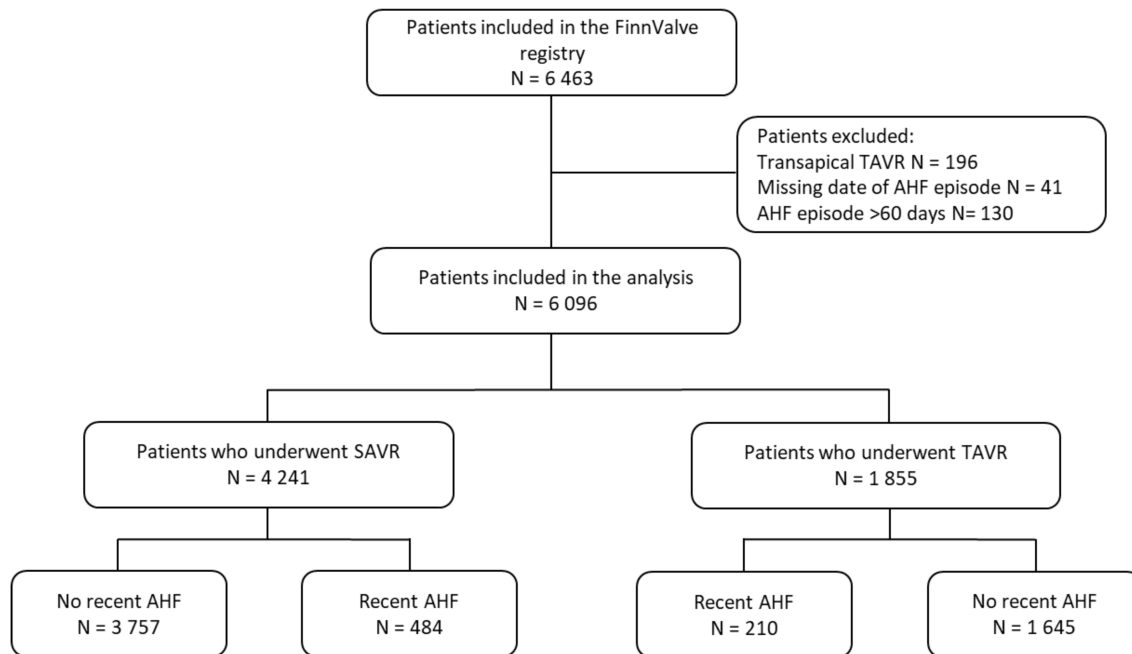 Patients included in the FinnValve
registry
N = 6 463
Patients excluded:
Transapical TAVR N = 196
Missing date of AHF episode N = 41
AHF episode >60 days N= 130
Patients included in the analysis
N = 6 096
Patients who underwent SAVR
N = 4 241
Patients who underwent TAVR
N = 1 855
No recent AHF
N = 3 757
Recent AHF
N = 484
Recent AHF
N = 210
No recent AHF
N = 1 645